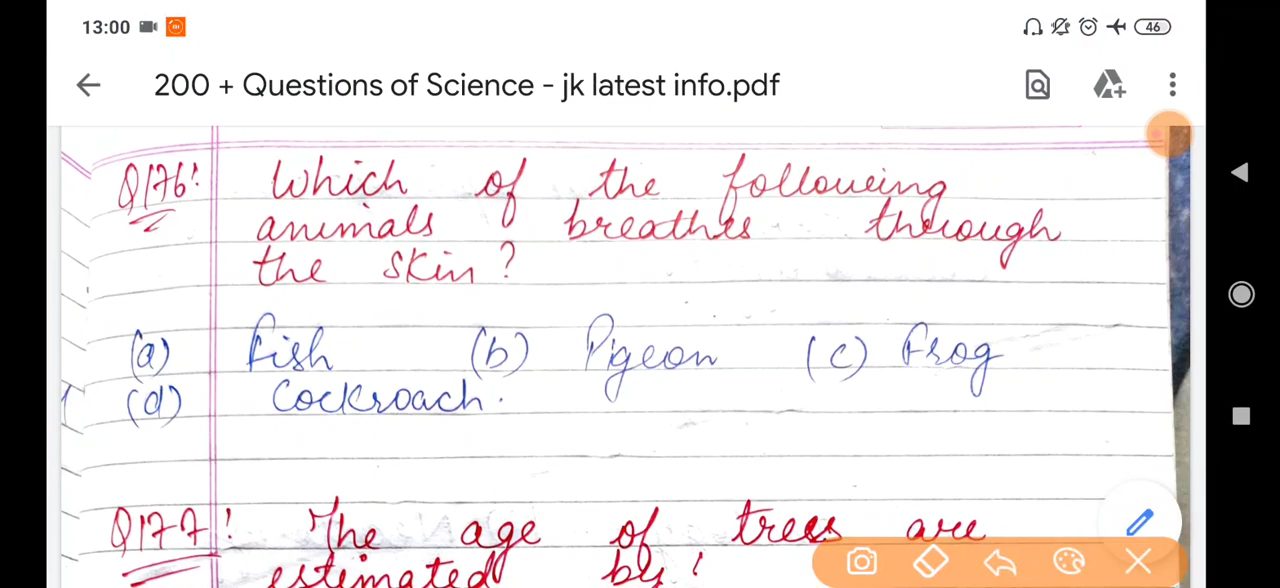 13:00
46
200 + Questions of Science - jk latest info.pdf
Q176! Which of the following
animals breathes through
the skin?
(a) Fish (b) Pigeon (c) Frog
(d) Cockroach.
Q177! The age of tress are
estimated by!